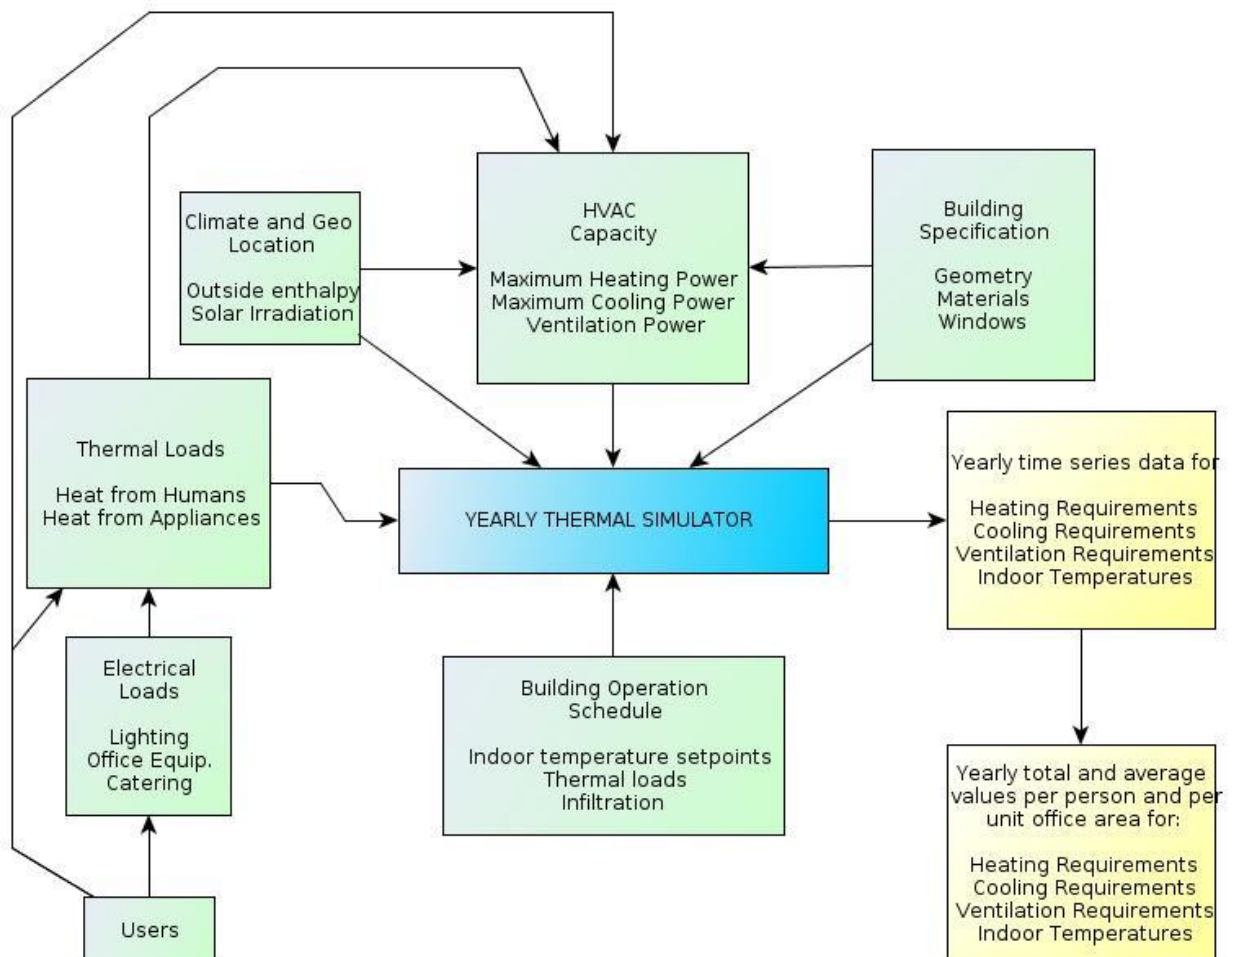 Climate and Geo
Location
Outside enthalpy
Solar Irradiation
HVAC
Capacity
Maximum Heating Power
Maximum Cooling Power
Ventilation Power
Building
Specification
Geometry
Materials
Windows
Thermal Loads
Heat from Humans
Heat from Appliances
YEARLY THERMAL SIMULATOR
Yearly time series data for
Heating Requirements
Cooling Requirements
Ventilation Requirements
Indoor Temperatures
Electrical
Loads
Lighting
Office Equip.
Catering
Building Operation
Schedule
Indoor temperature setpoints
Thermal loads
Infiltration
Yearly total and average
values per person and per
unit office area for:
Heating Requirements
Cooling Requirements
Ventilation Requirements
Indoor Temperatures
Users